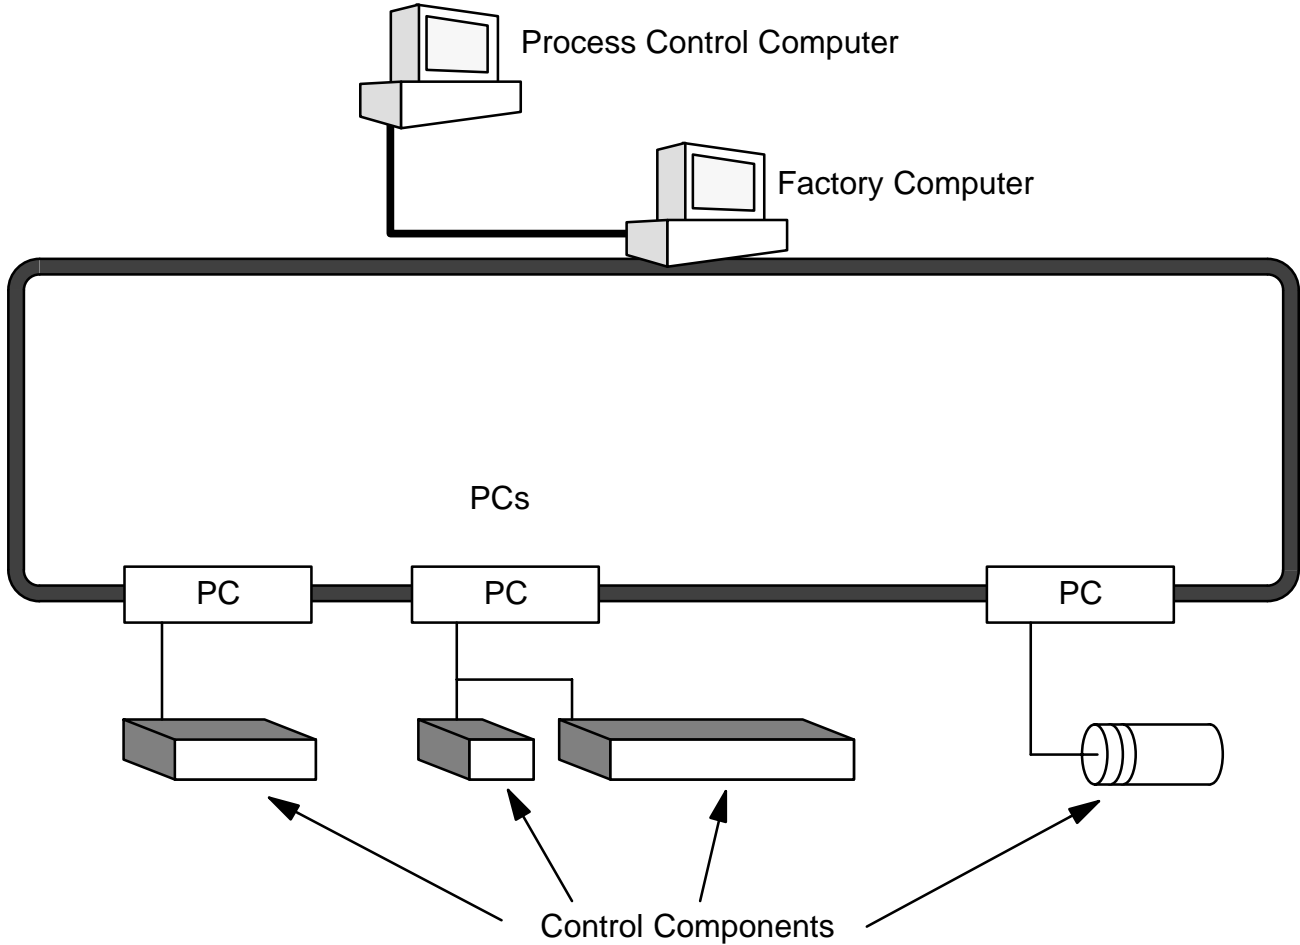 Process Control Computer
Factory Computer
PCs
PC
PC
PC
Control Components